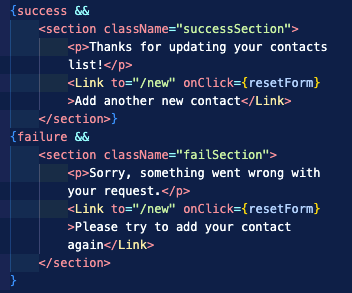 {success &&
<section className="successSection">
<p>Thanks for updating your contacts
list!</p>
<Link to="/new" onClick={resetForm}
>Add another new contact</Link>
</section>}
{failure &&
<section className="failSection">
<p>Sorry, something went wrong with
your request.</p>
<Link to="/new" onClick={resetForm}
>Please try to add your contact
again</Link>
</section>
}